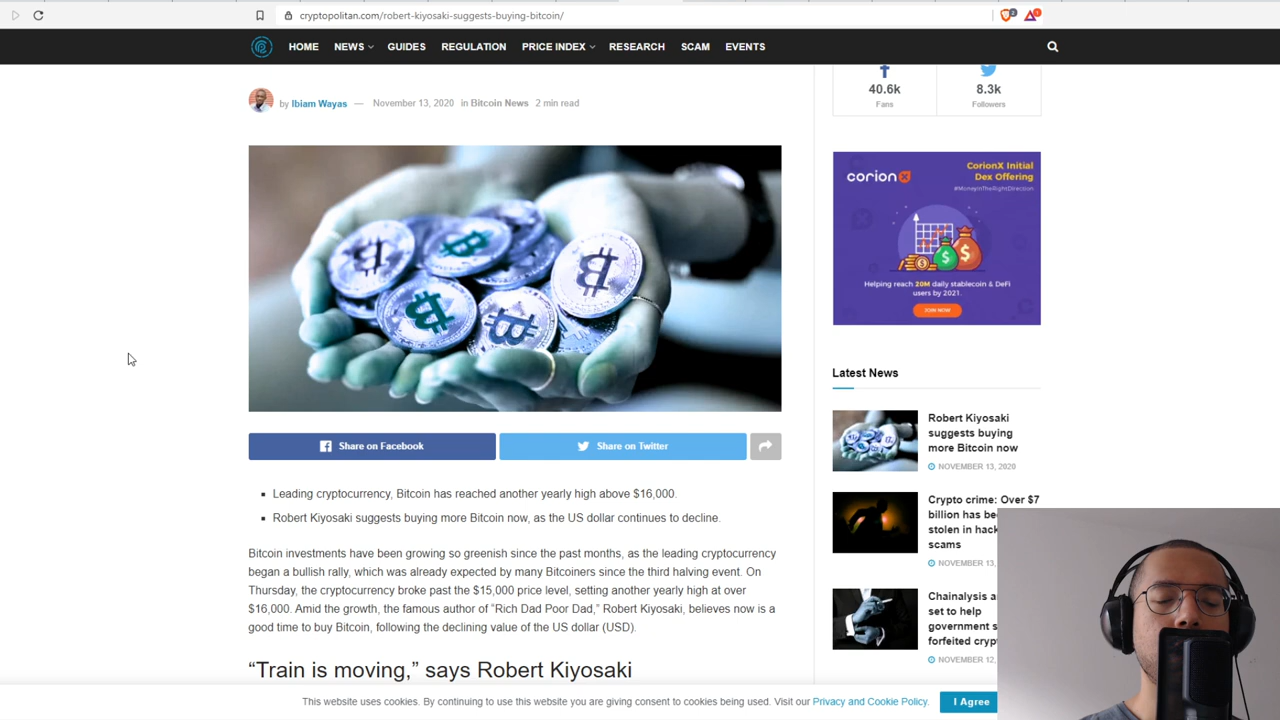 cryptopolitan.com/robert-kiyosaki-suggests-buying-bitcoin/
2
1
HOME NEWS GUIDES REGULATION PRICE INDEX RESEARCH SCAM EVENTS
by Ibiam Wayas — November 13, 2020 in Bitcoin News 2 min read
40.6k
Fans
8.3k
Followers
corion X
CorionX Initial
Dex Offering
#MoneyInTheRightDirection
Helping reach 20M daily stablecoin & DeFi
users by 2021.
JOIN NOW
Share on Facebook
Share on Twitter
Leading cryptocurrency, Bitcoin has reached another yearly high above $16,000.
Robert Kiyosaki suggests buying more Bitcoin now, as the US dollar continues to decline.
Bitcoin investments have been growing so greenish since the past months, as the leading cryptocurrency
began a bullish rally, which was already expected by many Bitcoiners since the third halving event. On
Thursday, the cryptocurrency broke past the $15,000 price level, setting another yearly high at over
$16,000. Amid the growth, the famous author of "Rich Dad Poor Dad," Robert Kiyosaki, believes now is a
good time to buy Bitcoin, following the declining value of the US dollar (USD).
“Train is moving,” says Robert Kiyosaki
Latest News
Robert Kiyosaki
suggests buying
more Bitcoin now
NOVEMBER 13, 2020
Crypto crime: Over $7
billion has be
stolen in hack
scams
NOVEMBER 13,
Chainalysis a
set to help
government s
forfeited cryp
NOVEMBER 12,
This website uses cookies. By continuing to use this website you are giving consent to cookies being used. Visit our Privacy and Cookie Policy.
I Agree